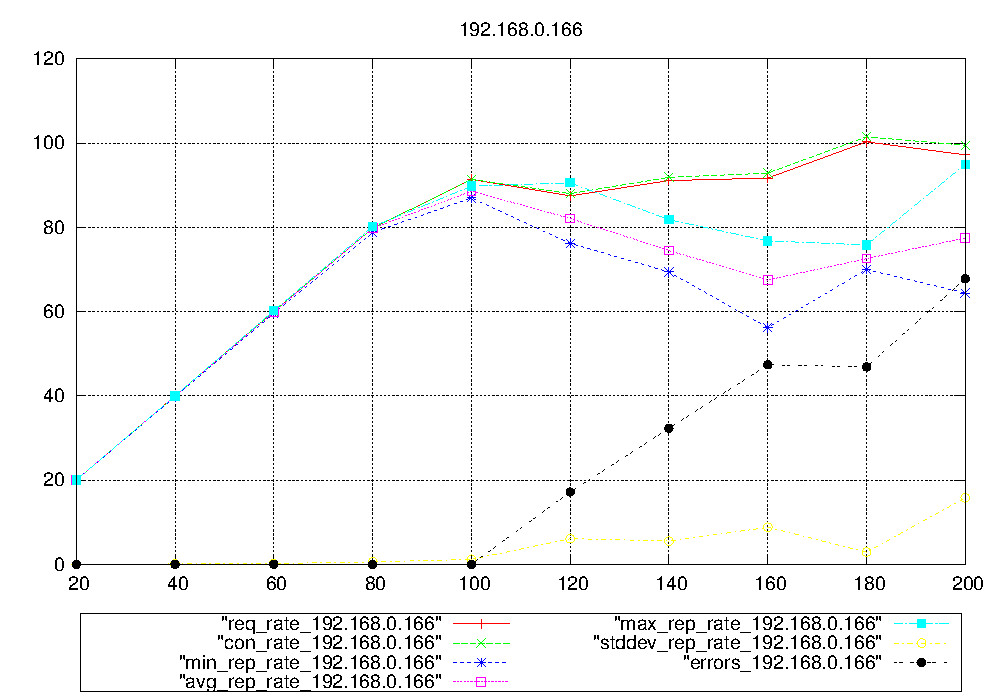 192.168.0.166
120
100
80
60
40
20
0
20 40 60 80 100 120 140 160 180 200
"req_rate_192.168.0.166" "max_rep_rate_192.168.0.166"
"con_rate_192.168.0.166" "stddev_rep_rate_192.168.0.166"
"min_rep_rate_192.168.0.166" "errors_192.168.0.166"
"avg_rep_rate_192.168.0.166"